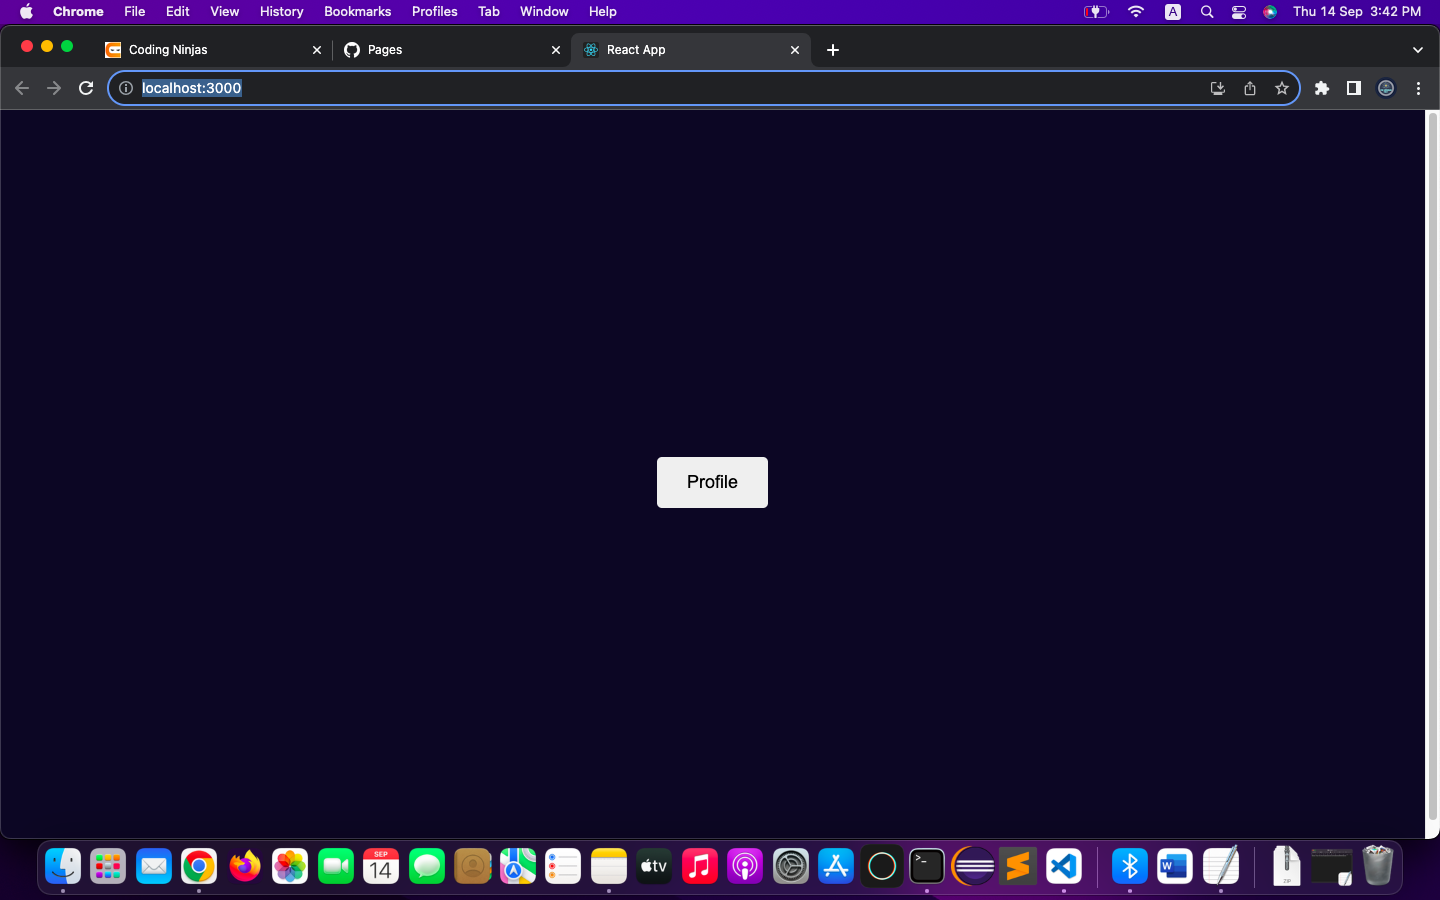 Chrome File Edit View History Bookmarks Profiles Tab Window Help A Thu 14 Sep 3:42 PM
Coding Ninjas Pages React App
localhost:3000
Profile
SEP
14
tv
>_
W
ZIP